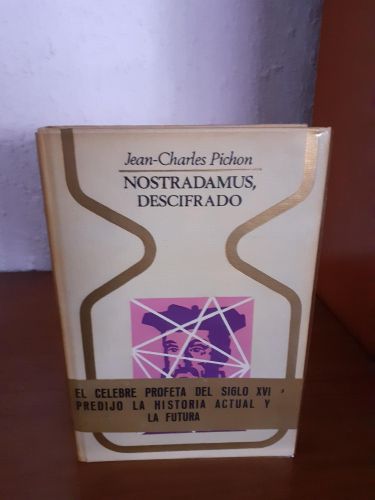 Jean-Charles Pichon
NOSTRADAMUS,
DESCIFRADO
EL CELEBRE PROFETA DEL SIGLO XVI
PREDIJO LA HISTORIA ACTUAL Y
LA FUTURA